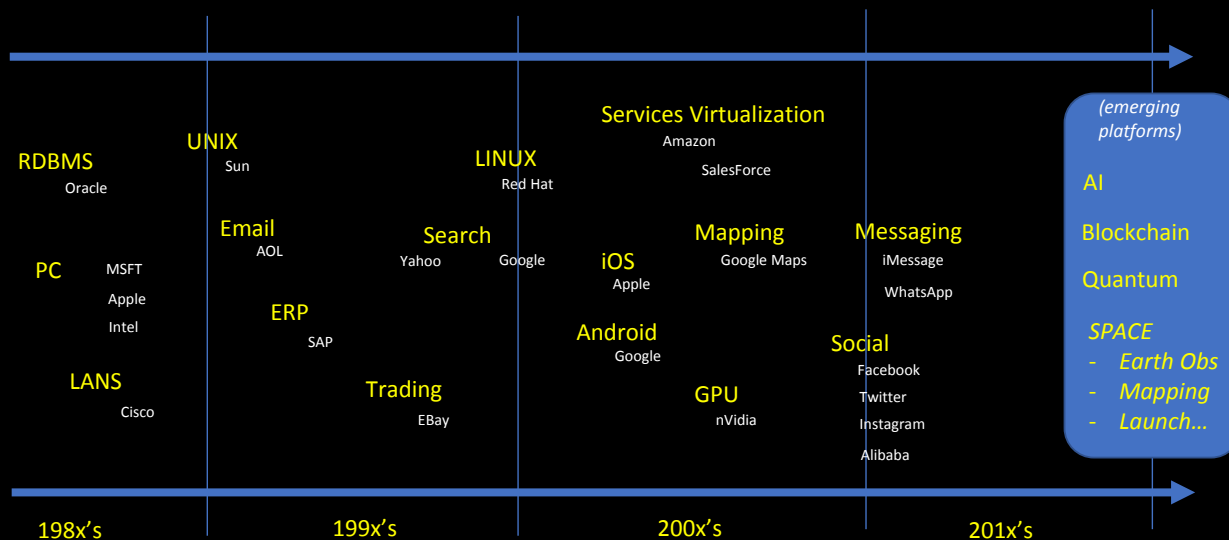 Services Virtualization
Amazon
SalesForce
(emerging
platforms)
UNIX
Sun
RDBMS
Oracle
LINUX
Red Hat
AI
Email
AOL
Search
Yahoo
Google
Mapping
Google Maps
Messaging
iMessage
WhatsApp
Blockchain
PC
MSFT
Apple
Intel
iOS
Apple
Quantum
ERP
SAP
Android
Google
Social
Facebook
Twitter
Instagram
Alibaba
SPACE
- Earth Obs
- Mapping
- Launch...
LANS
Cisco
Trading
EBay
GPU
nVidia
198x's
199x's
200x's
201x's